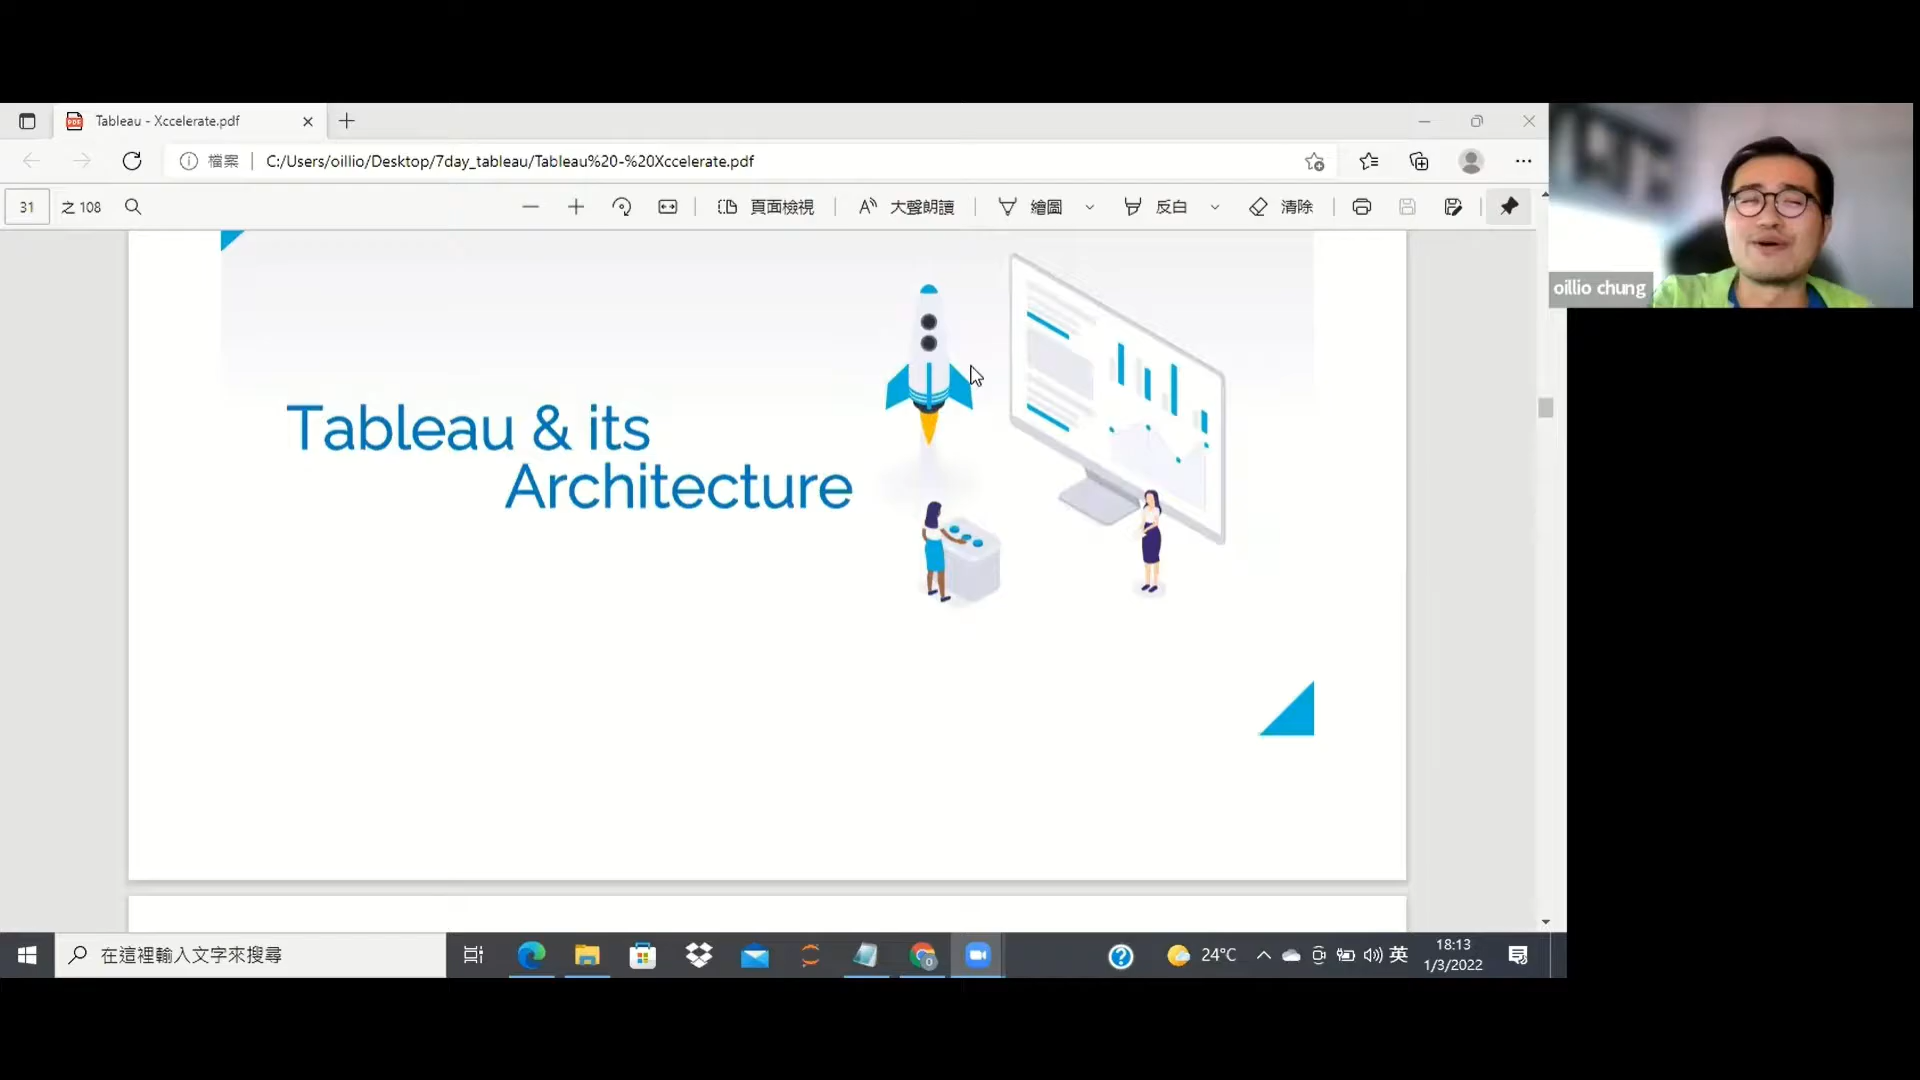 Tableau - Xccelerate.pdf
檔案
C:/Users/oillio/Desktop/7day_tableau/Tableau%20-%20Xccelerate.pdf
31
之 108
頁面檢視
大聲朗讀
繪圖
反白
清除
oillio chung
Tableau & its
Architecture
在這裡輸入文字來搜尋
24°C
英
18:13
1/3/2022